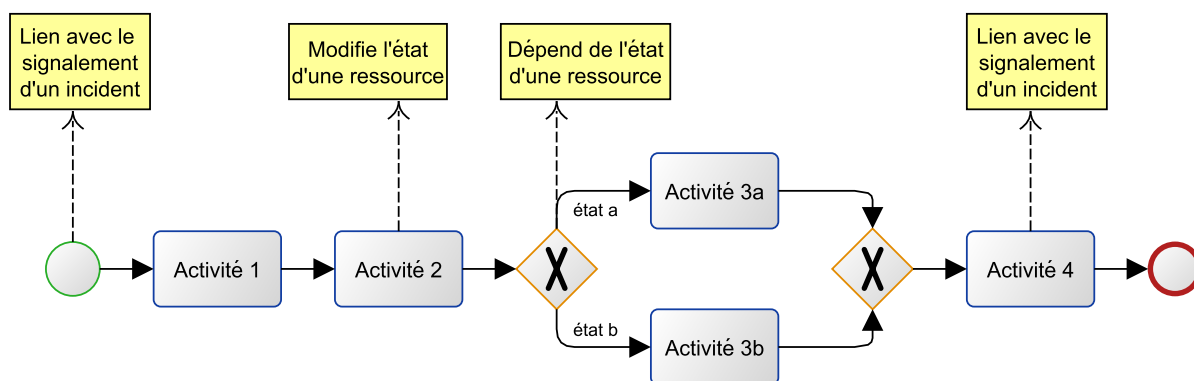 Lien avec le
signalement
d'un incident
Modifie l'état
d'une ressource
Dépend de l'état
d'une ressource
Lien avec le
signalement
d'un incident
Activité 1
Activité 2
état a
état b
Activité 3a
Activité 3b
Activité 4